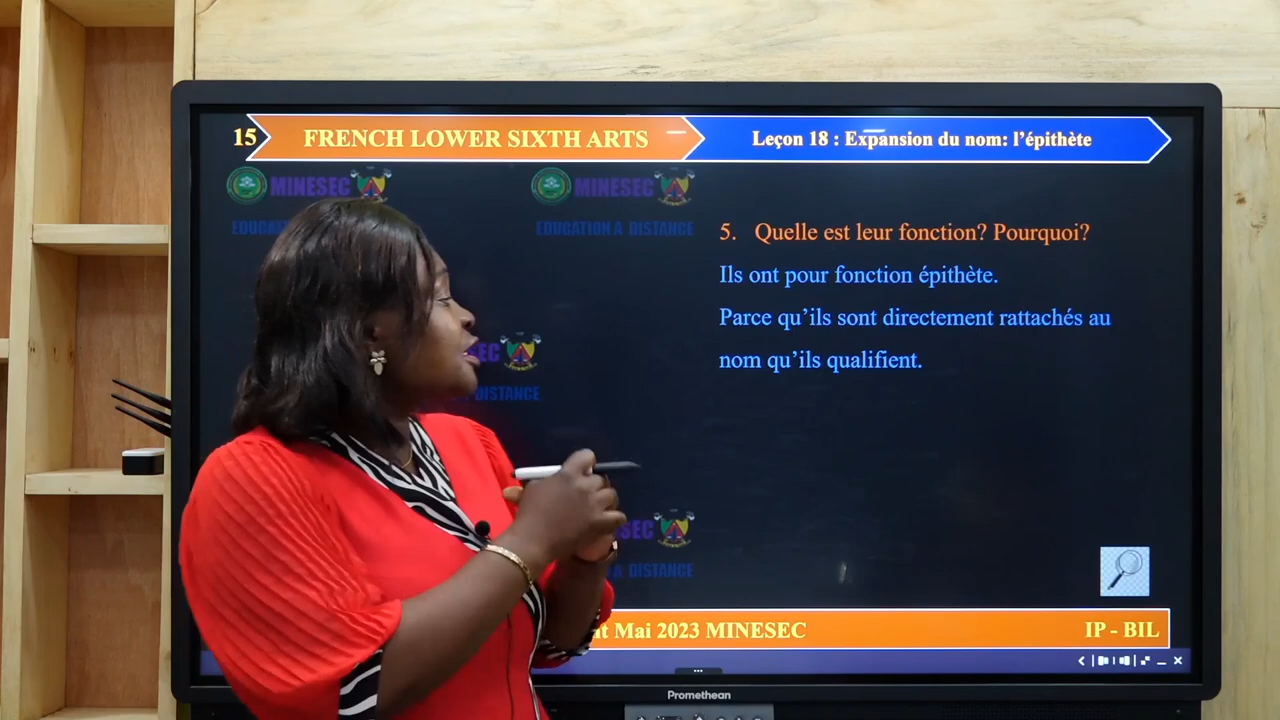 15
FRENCH LOWER SIXTH ARTS
Leçon 18 : Expansion du nom: l’épithète
MINESEC
MINESEC
EDUCATION A DISTANCE
5. Quelle est leur fonction? Pourquoi?
Ils ont pour fonction épithète.
Parce qu’ils sont directement rattachés au
nom qu’ils qualifient.
DISTANCE
DISTANCE
Mai 2023 MINESEC
IP - BIL
Promethean